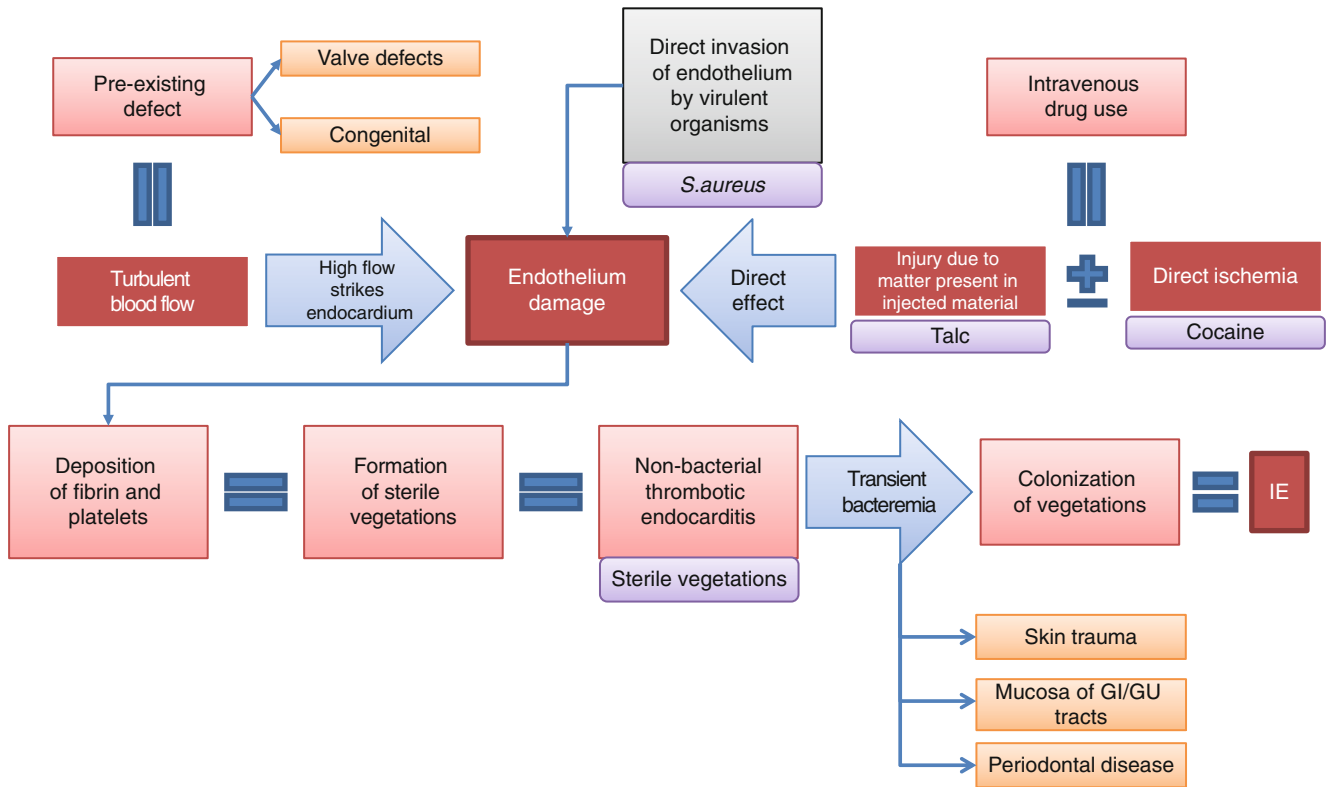 Pre-existing
defect
Valve defects
Congenital
Direct invasion
of endothelium
by virulent
organisms
S.aureus
Intravenous
drug use
Turbulent
blood flow
High flow
strikes
endocardium
Endothelium
damage
Direct
effect
Injury due to
matter present in
injected material
Talc
±
Direct ischemia
Cocaine
Deposition
of fibrin and
platelets
Formation
of sterile
vegetations
Non-bacterial
thrombotic
endocarditis
Sterile vegetations
Transient
bacteremia
Colonization
of vegetations
IE
Skin trauma
Mucosa of GI/GU
tracts
Periodontal disease